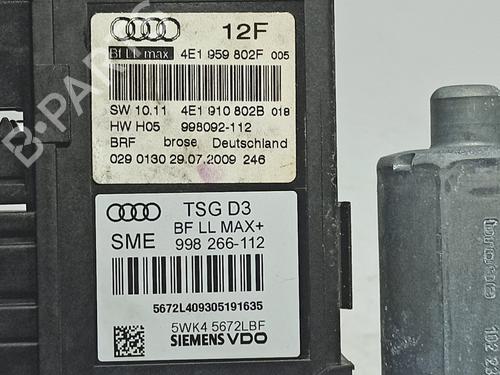 12F
Bf LL max 4E1 959 802F 005
SW 10.11 4E1 910 802B 018
HW H05 998092-112
BRF brose Deutschland
029 0130 29.07.2009 246
TSG D3
SME BF LL MAX+
998 266-112
5672L409305191635
5WK4 5672LBF
SIEMENS VDO
B-PARTS